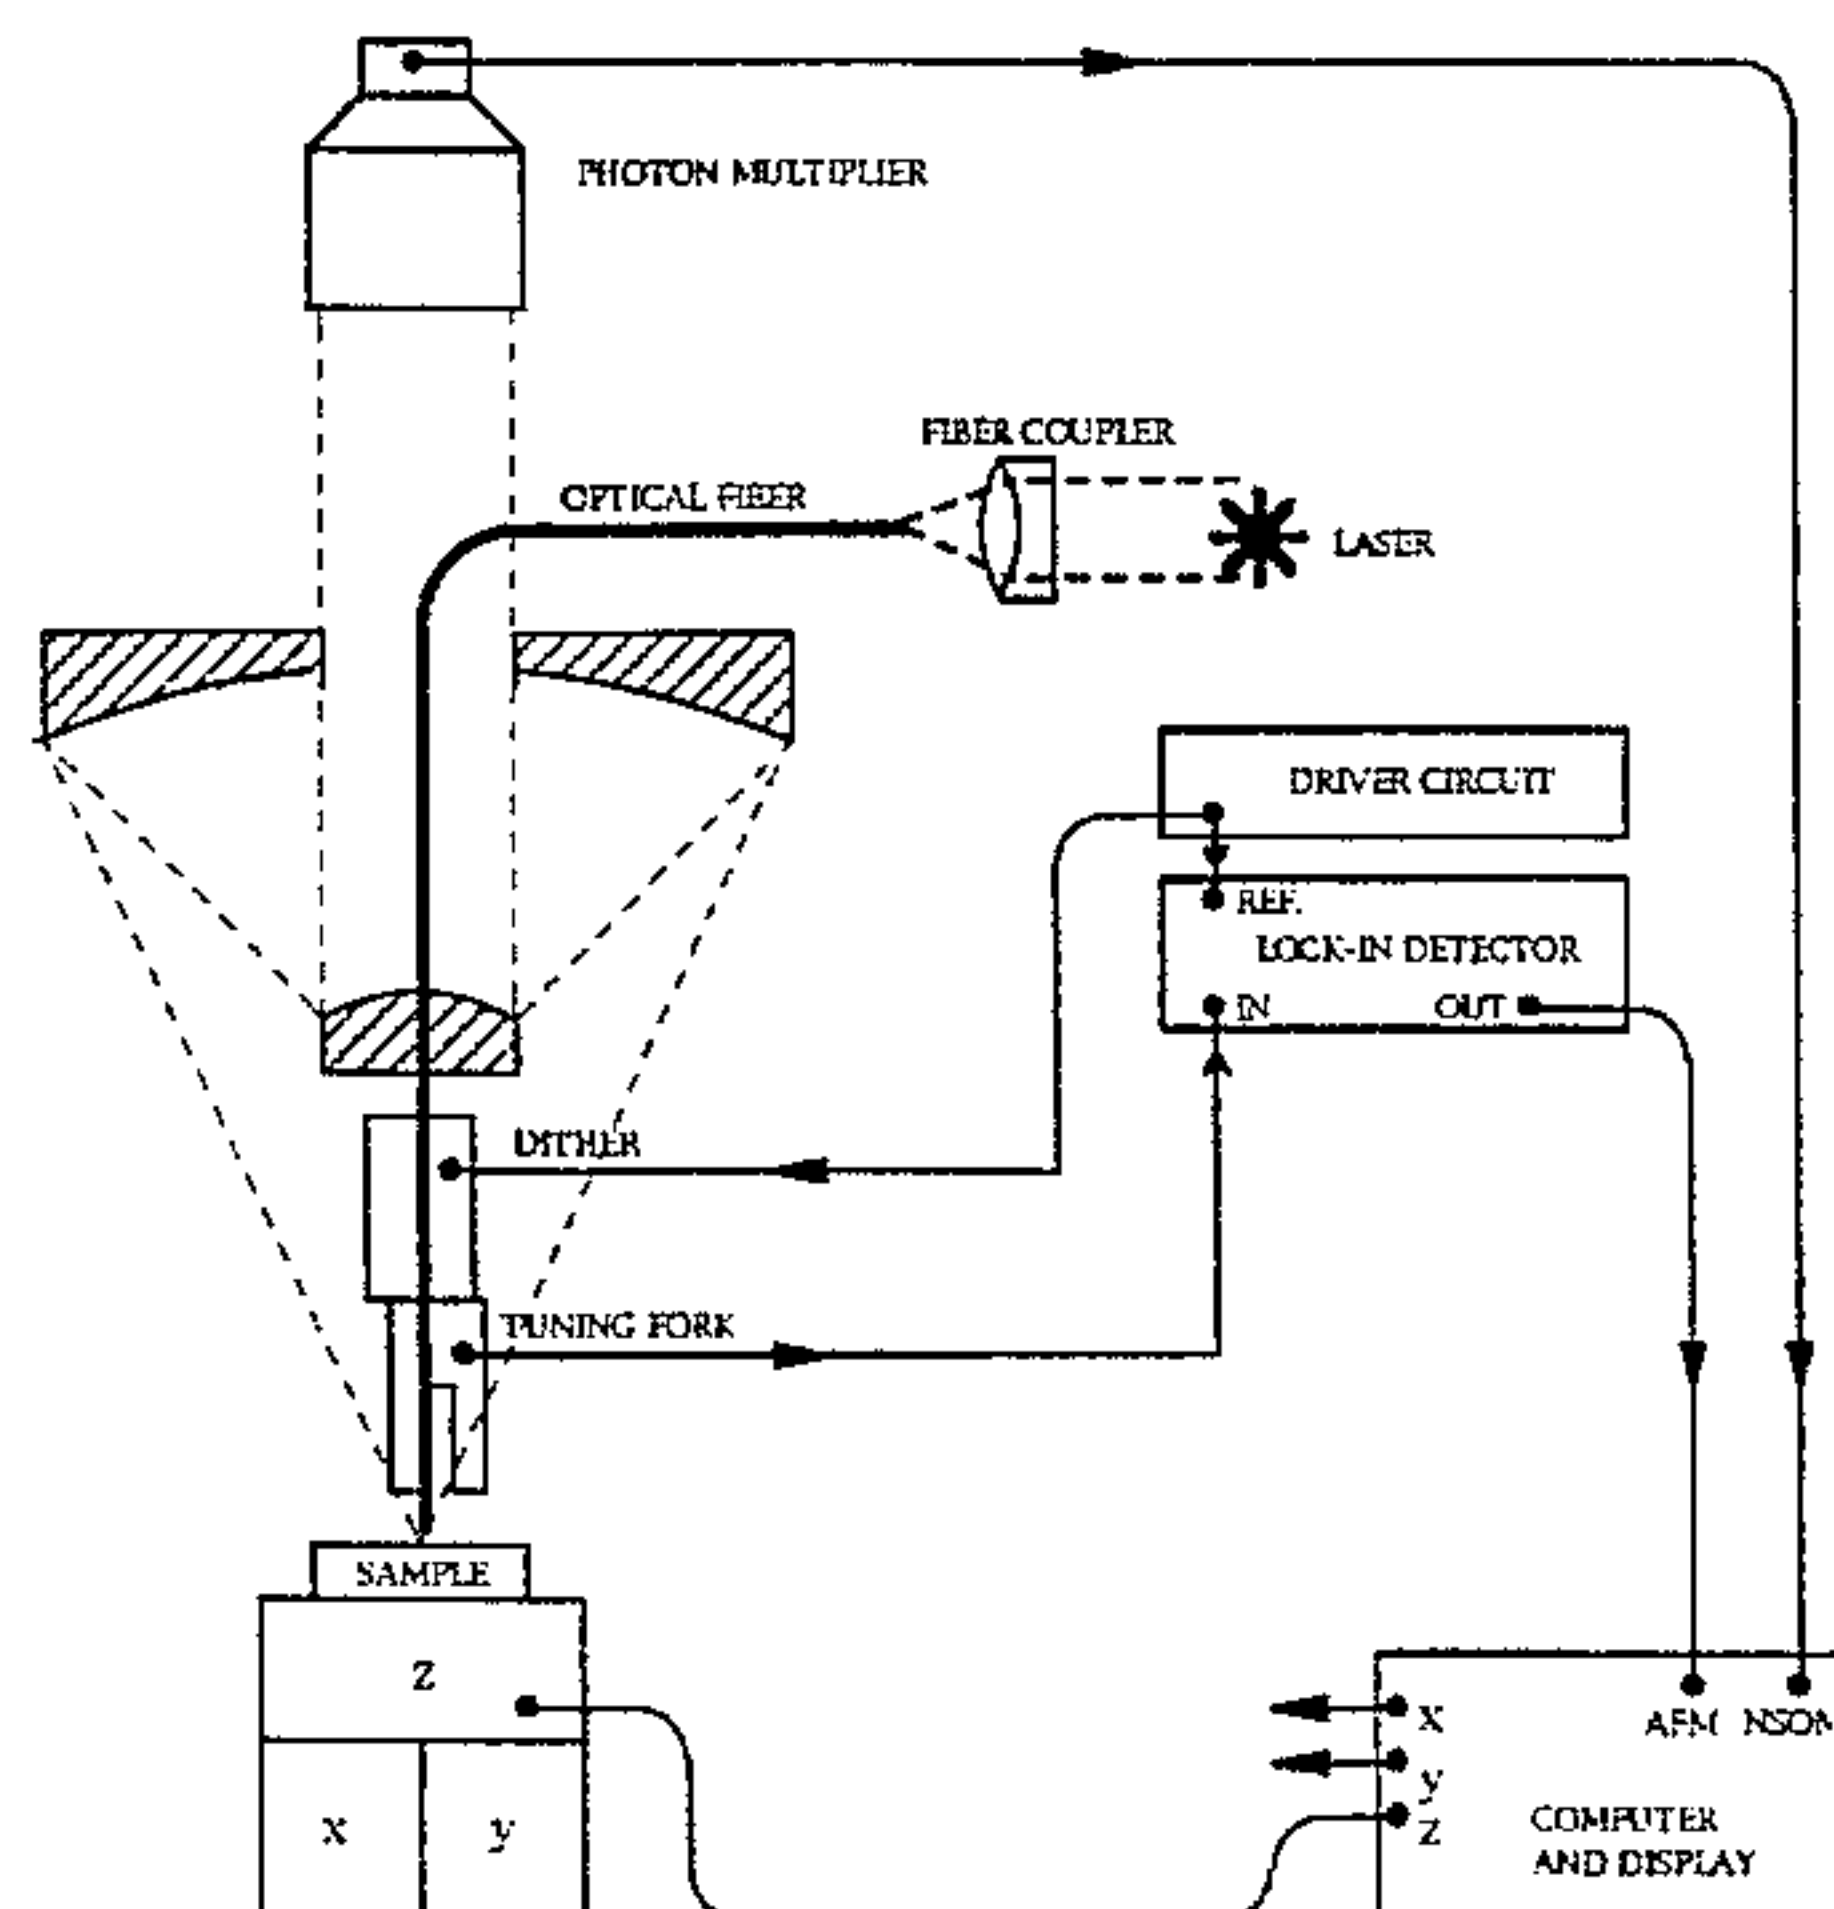 PHOTON MULTIPLIER
FIBER COUPLER
OPTICAL FIBER
LASER
DRIVER CIRCUIT
REF.
LOCK-IN DETECTOR
IN OUT
DITHER
TUNING FORK
SAMPLE
Z
X
AFM NSOM
y
Z
x y
COMPUTER
AND DISPLAY